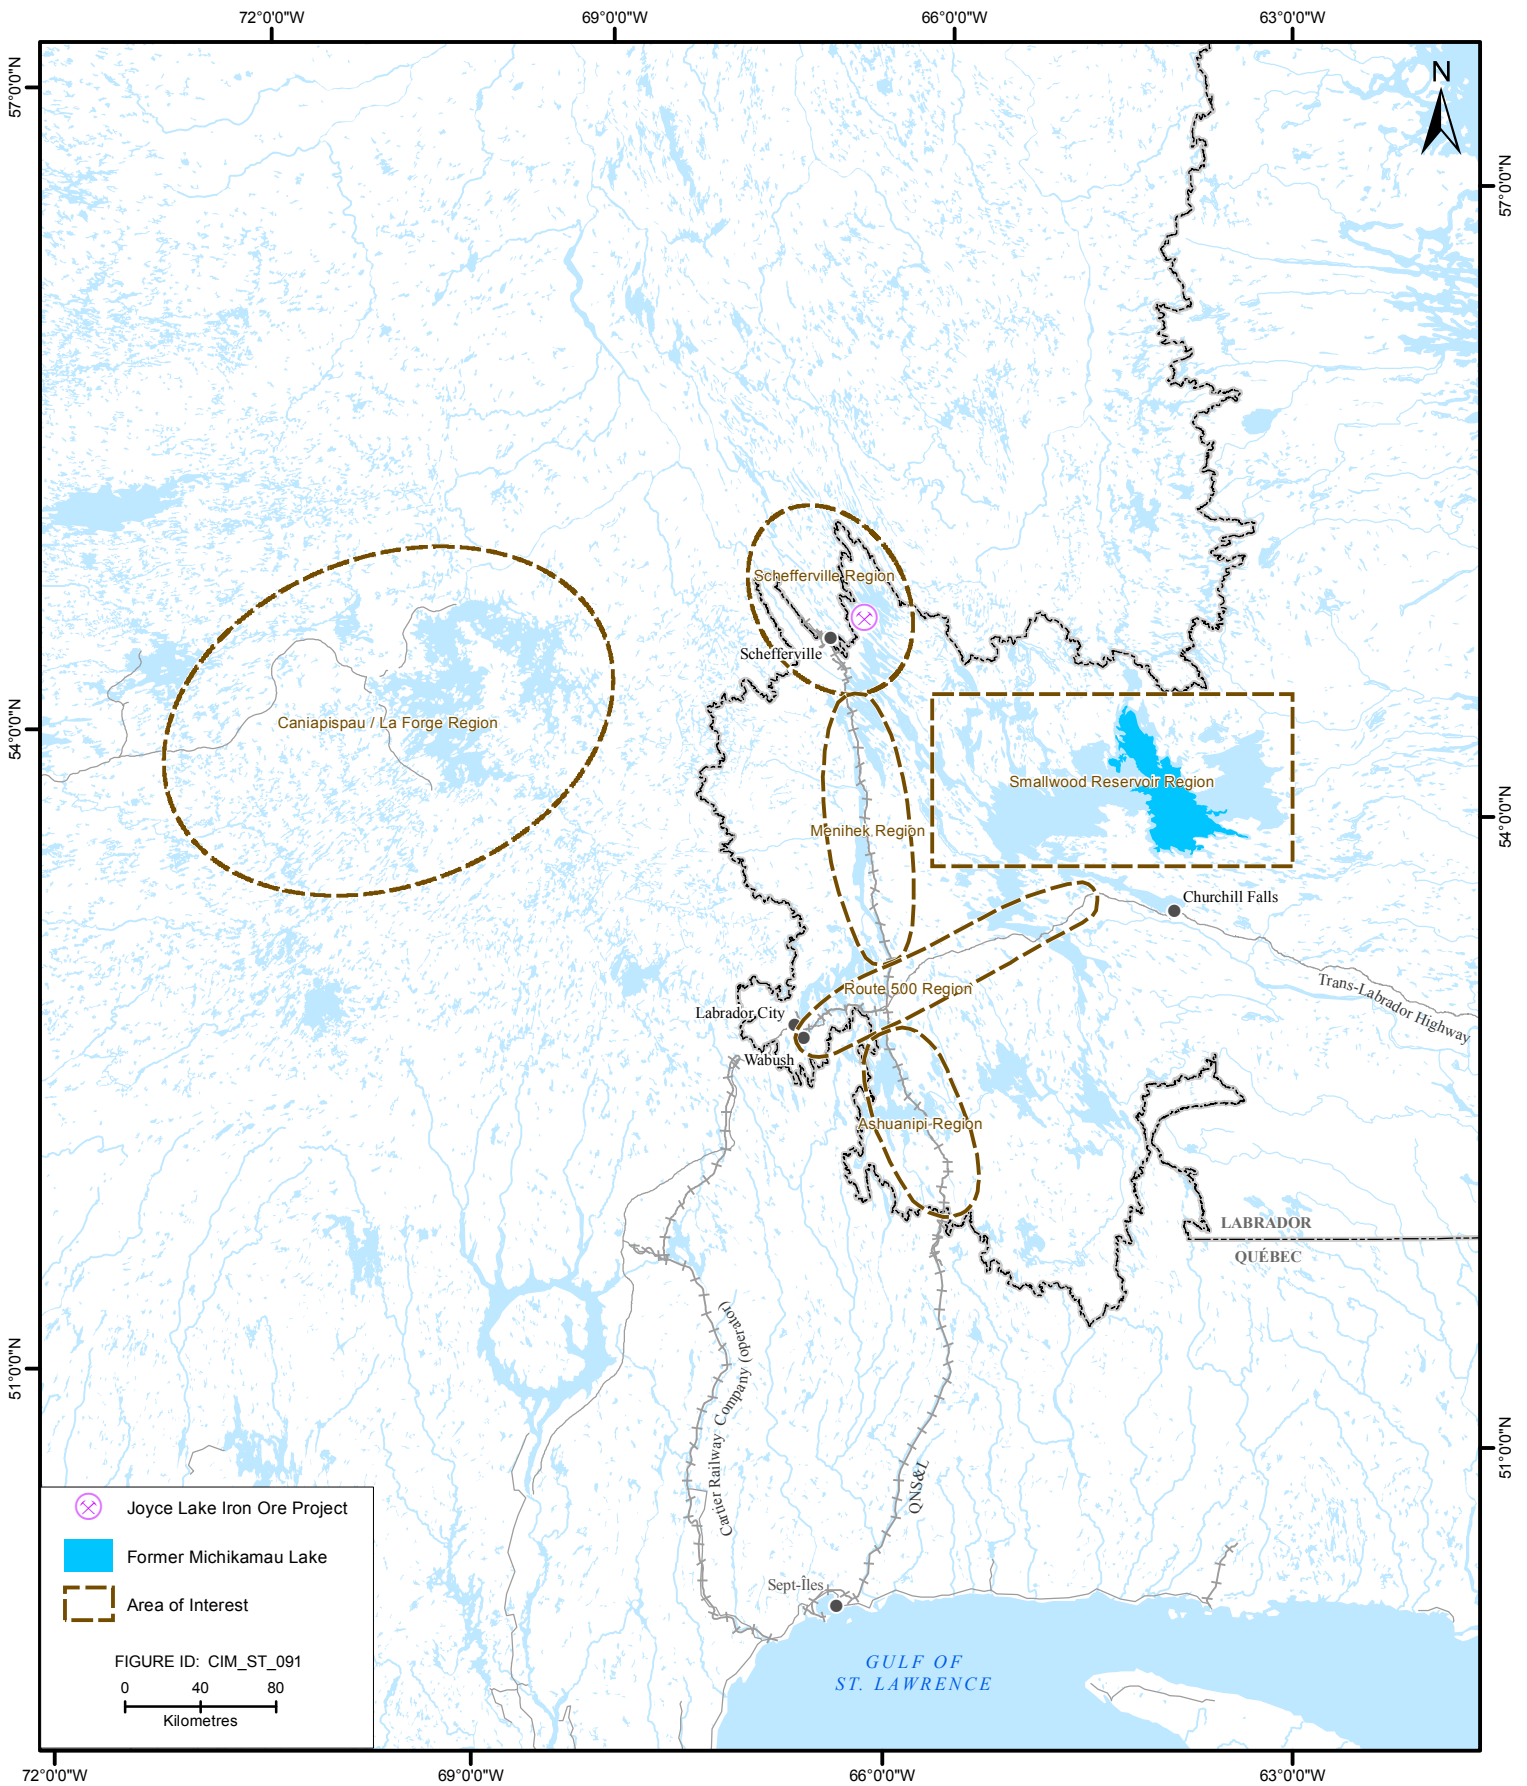 72°0'0"W
69°0'0"W
66°0'0"W
63°0'0"W
57°0'0"N
N
57°0'0"N
Schefferville Region
Schefferville
54°0'0"N
Caniapispau / La Forge Region
Smallwood Reservoir Region
54°0'0"N
Menihek Region
Churchill Falls
Route 500 Region
Trans-Labrador Highway
Labrador City
Wabush
Ashuanipi Region
LABRADOR
QUÉBEC
51°0'0"N
Cartier Railway Company (operator)
51°0'0"N
QNS&L
Joyce Lake Iron Ore Project
Former Michikamau Lake
Area of Interest
Sept-Îles
FIGURE ID: CIM_ST_091
0 40 80
Kilometres
GULF OF
ST. LAWRENCE
72°0'0"W
69°0'0"W
66°0'0"W
63°0'0"W